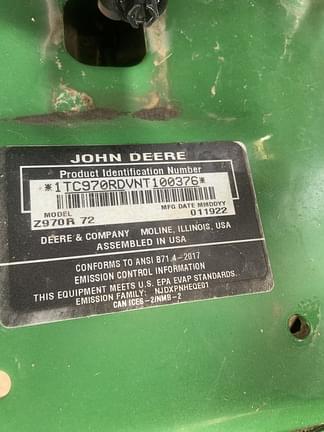 JOHN DEERE
Product Identification Number
*1TC970RDVNT100376*
MODEL MFG DATE MMDDYY
Z970R 72 011922
DEERE & COMPANY MOLINE, ILLINOIS, USA
ASSEMBLED IN USA
CONFORMS TO ANSI B71.4-2017
EMISSION CONTROL INFORMATION
THIS EQUIPMENT MEETS U.S. EPA EVAP STANDARDS.
EMISSION FAMILY: NJDXPNHEQE01
CAN ICES-2/NMB-2